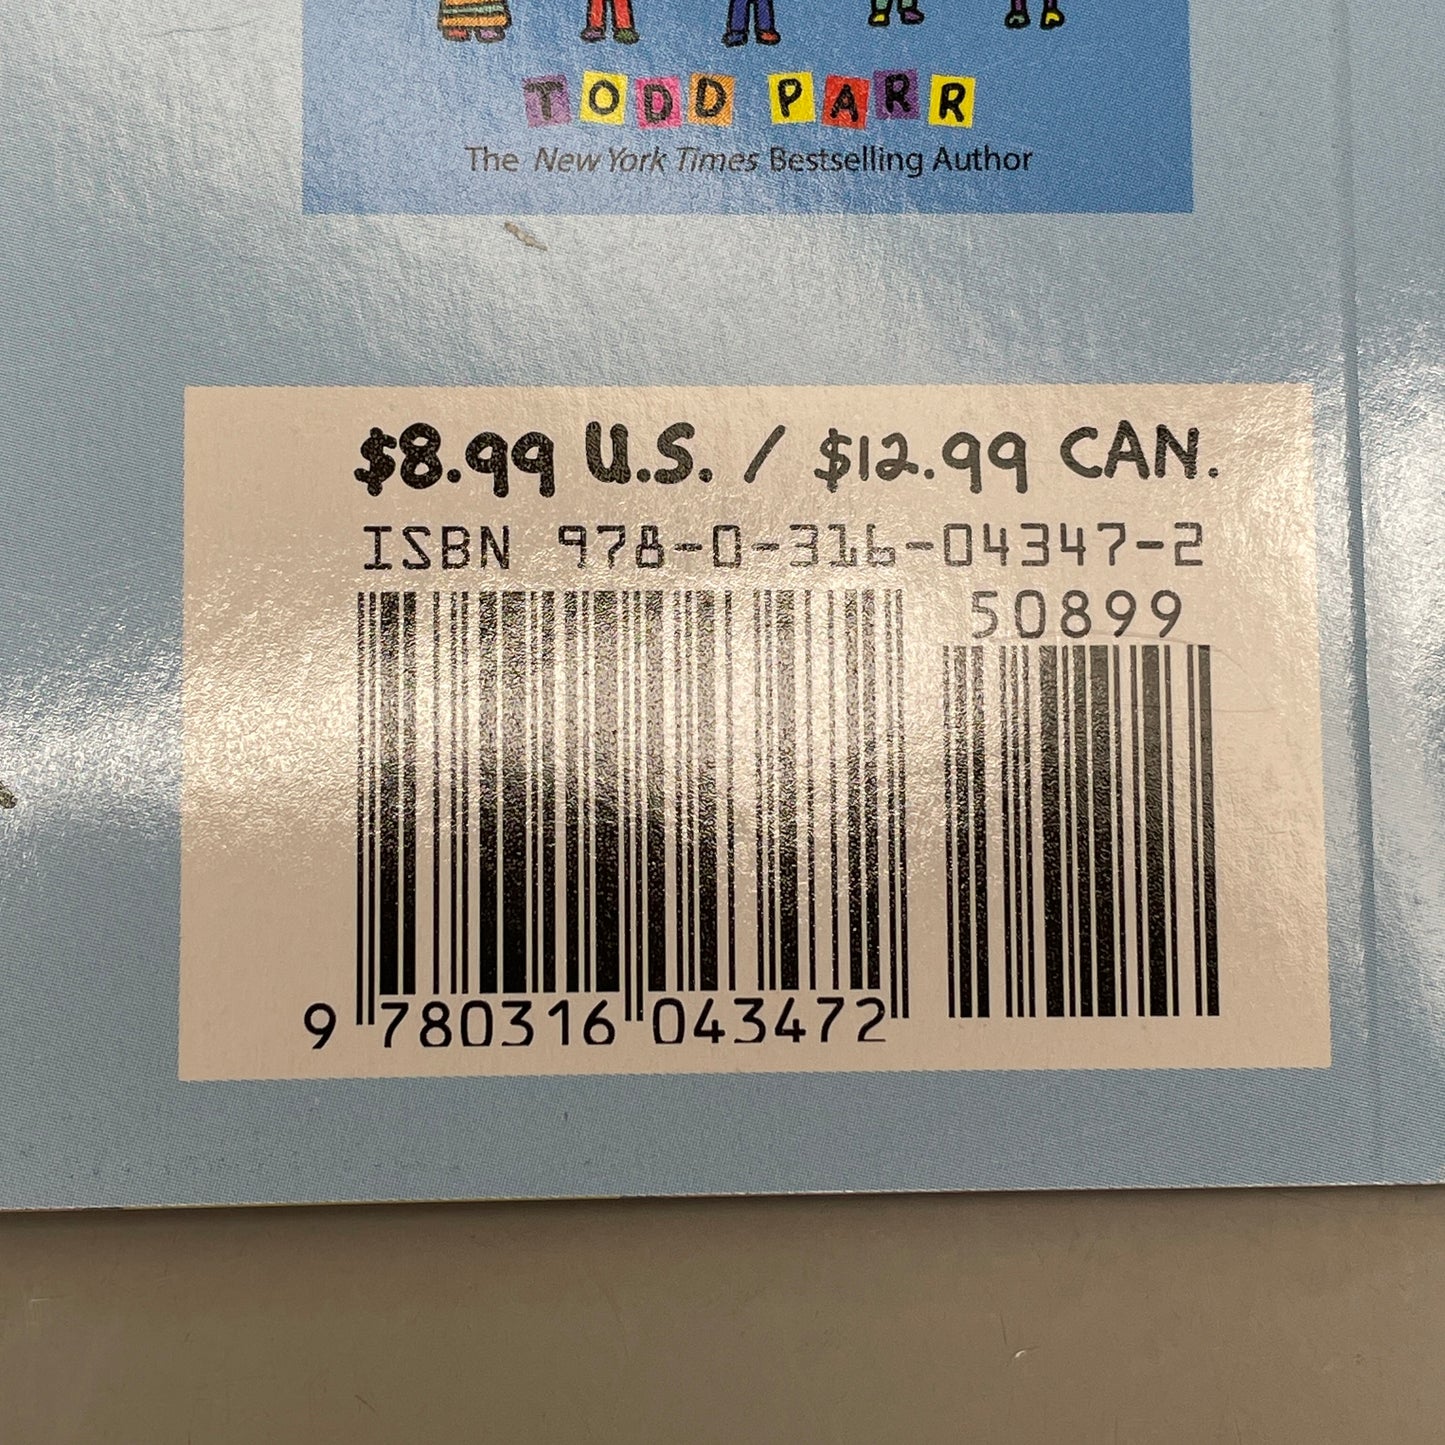 TODD PARR
The New York Times Bestselling Author
$8.99 U.S. / $12.99 CAN.
ISBN 978-0-316-04347-2
50899
9 780316 043472